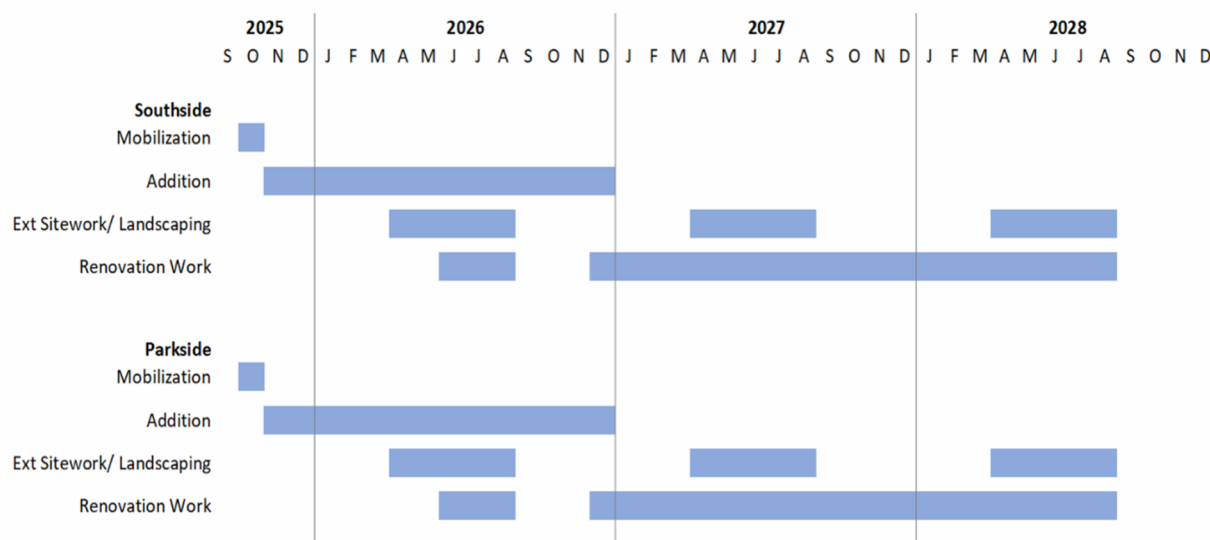 2025 2026 2027 2028
S O N D J F M A M J J A S O N D J F M A M J J A S O N D J F M A M J J A S O N D
Southside
Mobilization
Addition
Ext Sitework/ Landscaping
Renovation Work
Parkside
Mobilization
Addition
Ext Sitework/ Landscaping
Renovation Work